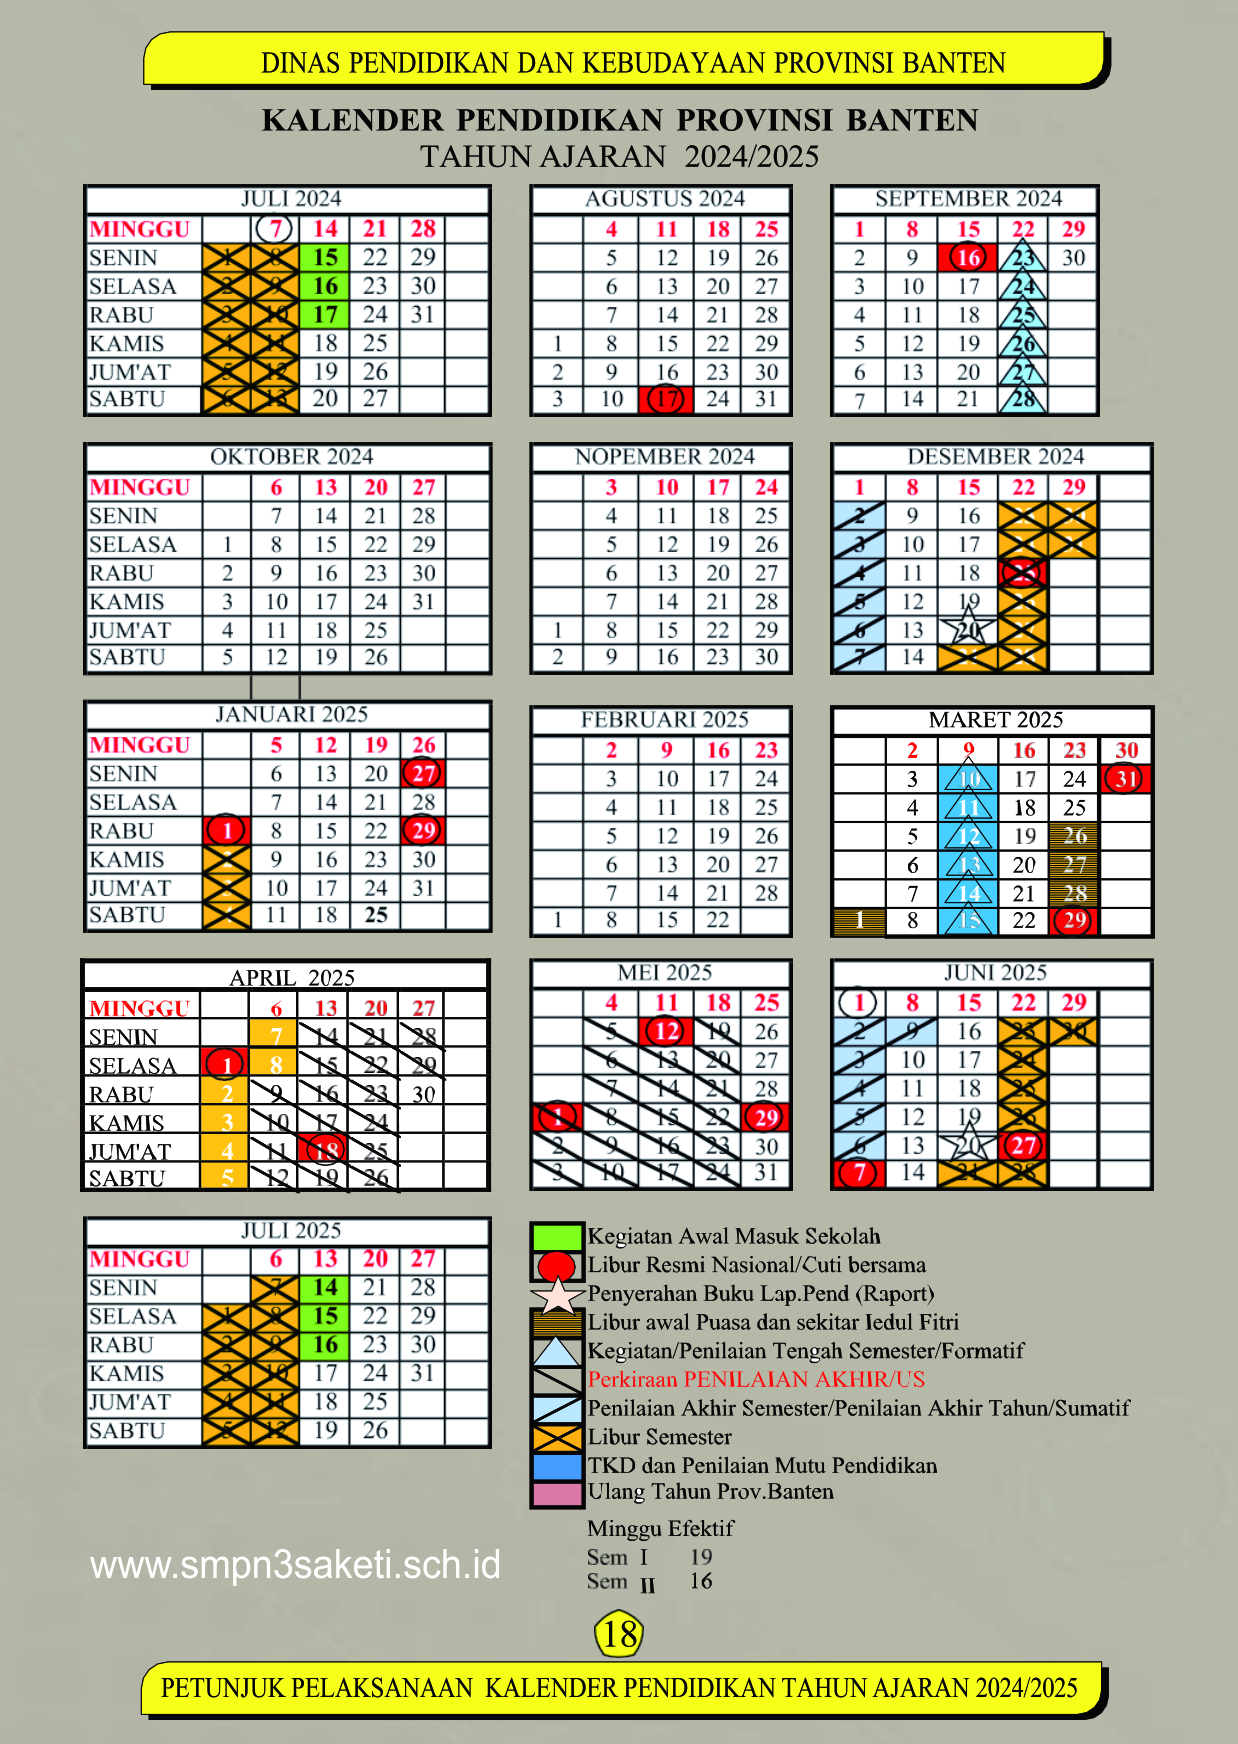 DINAS PENDIDIKAN DAN KEBUDAYAAN PROVINSI BANTEN
KALENDER PENDIDIKAN PROVINSI BANTEN
TAHUN AJARAN 2024/2025
JULI 2024
MINGGU 7 14 21 28
SENIN 1 8 15 22 29
SELASA 2 9 16 23 30
RABU 3 10 17 24 31
KAMIS 4 11 18 25
JUM'AT 5 12 19 26
SABTU 6 13 20 27
AGUSTUS 2024
4 11 18 25
5 12 19 26
6 13 20 27
7 14 21 28
1 8 15 22 29
2 9 16 23 30
3 10 17 24 31
SEPTEMBER 2024
1 8 15 22 29
2 9 16 23 30
3 10 17 24
4 11 18 25
5 12 19 26
6 13 20 27
7 14 21 28
OKTOBER 2024
MINGGU 6 13 20 27
SENIN 7 14 21 28
SELASA 1 8 15 22 29
RABU 2 9 16 23 30
KAMIS 3 10 17 24 31
JUM'AT 4 11 18 25
SABTU 5 12 19 26
NOPEMBER 2024
3 10 17 24
4 11 18 25
5 12 19 26
6 13 20 27
7 14 21 28
1 8 15 22 29
2 9 16 23 30
DESEMBER 2024
1 8 15 22 29
2 9 16
3 10 17
4 11 18 25
5 12 19
6 13 20
7 14
JANUARI 2025
MINGGU 5 12 19 26
SENIN 6 13 20 27
SELASA 7 14 21 28
RABU 1 8 15 22 29
KAMIS 9 16 23 30
JUM'AT 10 17 24 31
SABTU 11 18 25
FEBRUARI 2025
2 9 16 23
3 10 17 24
4 11 18 25
5 12 19 26
6 13 20 27
7 14 21 28
1 8 15 22
MARET 2025
2 9 16 23 30
3 10 17 24 31
4 11 18 25
5 12 19 26
6 13 20 27
7 14 21 28
1 8 15 22 29
APRIL 2025
MINGGU 6 13 20 27
SENIN 7 14 21 28
SELASA 1 8 15 22 29
RABU 2 9 16 23 30
KAMIS 3 10 17 24
JUM'AT 4 11 18 25
SABTU 5 12 19 26
MEI 2025
4 11 18 25
5 12 19 26
6 13 20 27
7 14 21 28
1 8 15 22 29
2 9 16 23 30
3 10 17 24 31
JUNI 2025
1 8 15 22 29
2 9 16 23 30
3 10 17 24
4 11 18 25
5 12 19 26
6 13 20 27
7 14 21 28
JULI 2025
MINGGU 6 13 20 27
SENIN 7 14 21 28
SELASA 1 8 15 22 29
RABU 2 9 16 23 30
KAMIS 3 10 17 24 31
JUM'AT 4 11 18 25
SABTU 5 12 19 26
Kegiatan Awal Masuk Sekolah
Libur Resmi Nasional/Cuti bersama
Penyerahan Buku Lap.Pend (Raport)
Libur awal Puasa dan sekitar Iedul Fitri
Kegiatan/Penilaian Tengah Semester/Formatif
Perkiraan PENILAIAN AKHIR/US
Penilaian Akhir Semester/Penilaian Akhir Tahun/Sumatif
Libur Semester
TKD dan Penilaian Mutu Pendidikan
Ulang Tahun Prov.Banten
Minggu Efektif
Sem I 19
Sem II 16
www.smpn3saketi.sch.id
18
PETUNJUK PELAKSANAAN KALENDER PENDIDIKAN TAHUN AJARAN 2024/2025